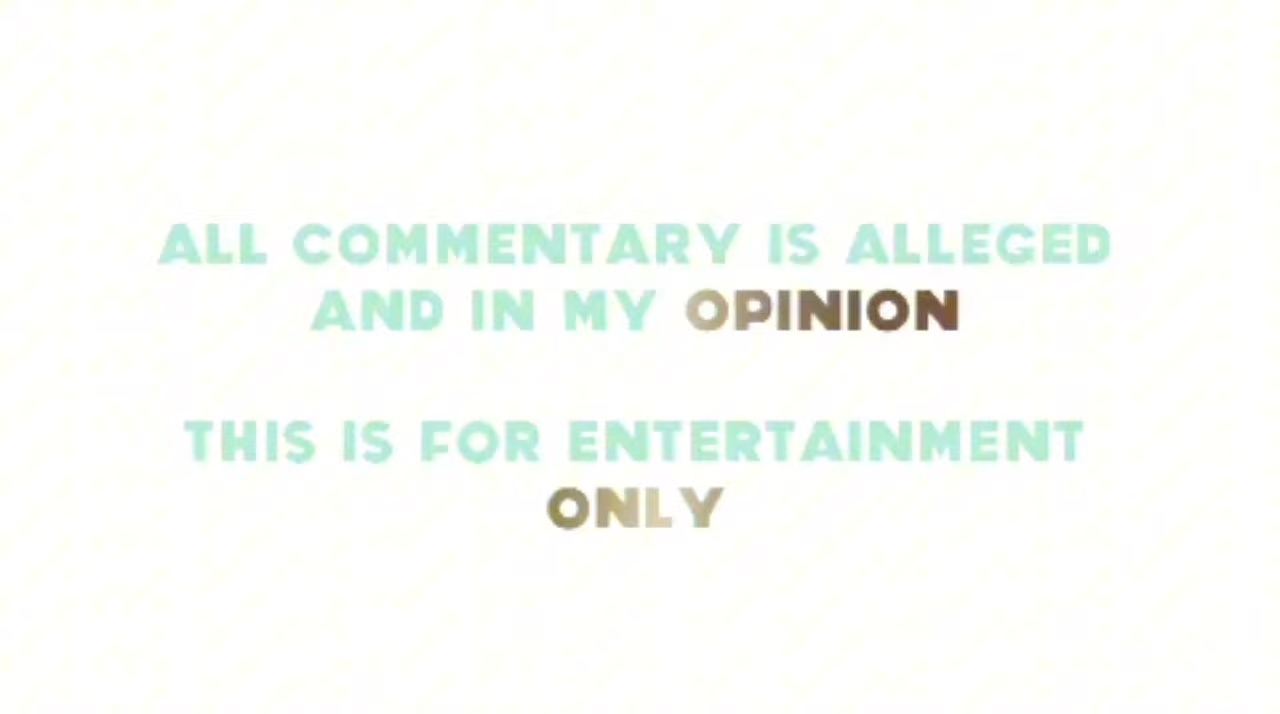 ALL COMMENTARY IS ALLEGED
AND IN MY OPINION
THIS IS FOR ENTERTAINMENT
ONLY